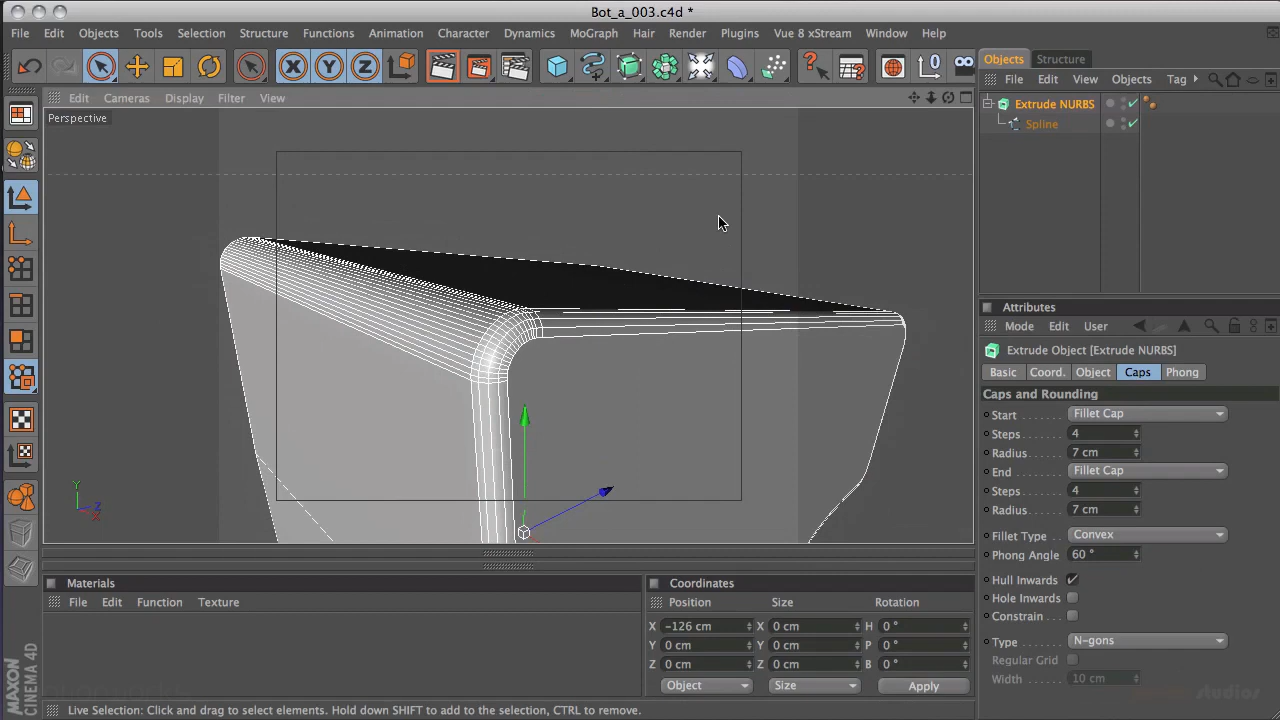 Bot_a_003.c4d *
File Edit Objects Tools Selection Structure Functions Animation Character Dynamics MoGraph Hair Render Plugins Vue 8 xStream Window Help
X Y Z
Objects Structure
File Edit View Objects Tag
Extrude NURBS
Spline
Edit Cameras Display Filter View
Perspective
Y
Z
X
Attributes
Mode Edit User
Extrude Object [Extrude NURBS]
Basic Coord. Object Caps Phong
Caps and Rounding
Start Fillet Cap
Steps 4
Radius 7 cm
End Fillet Cap
Steps 4
Radius 7 cm
Fillet Type Convex
Phong Angle 60 °
Hull Inwards
Hole Inwards
Constrain
Type N-gons
Regular Grid
Width 10 cm
Materials
File Edit Function Texture
Coordinates
Position Size Rotation
X -126 cm X 0 cm H 0 °
Y 0 cm Y 0 cm P 0 °
Z 0 cm Z 0 cm B 0 °
Object Size Apply
MAXON CINEMA 4D
Live Selection: Click and drag to select elements. Hold down SHIFT to add to the selection, CTRL to remove.
studios